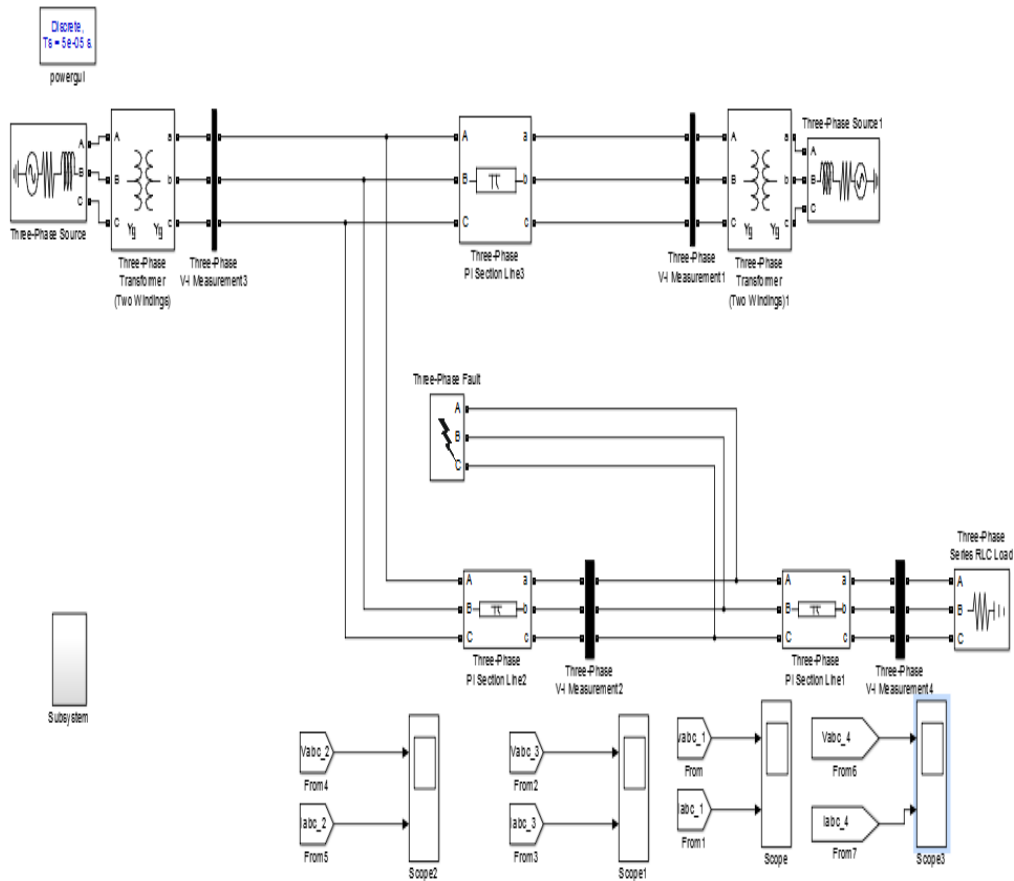 Discrete,
Ts = 5e-05 s.
powergui
A
B
C
Three-Phase Source
A
B
C
a
b
c
Yg Yg
Three-Phase
Transformer
(Two Windings)
Three-Phase
V-I Measurement3
A
B
C
a
b
c
Three-Phase
PI Section Line3
Three-Phase
V-I Measurement1
A
B
C
a
b
c
Yg Yg
Three-Phase
Transformer
(Two Windings)1
Three-Phase Source1
A
B
C
Three-Phase Fault
A
B
C
A
B
C
a
b
c
Three-Phase
PI Section Line2
Three-Phase
V-I Measurement2
A
B
C
a
b
c
Three-Phase
PI Section Line1
Three-Phase
V-I Measurement4
Three-Phase
Series RLC Load
A
B
C
Subsystem
Vabc_2
From4
Iabc_2
From5
Scope2
Vabc_3
From2
Iabc_3
From3
Scope1
Vabc_1
From
Iabc_1
From1
Scope
Vabc_4
From6
Iabc_4
From7
Scope3